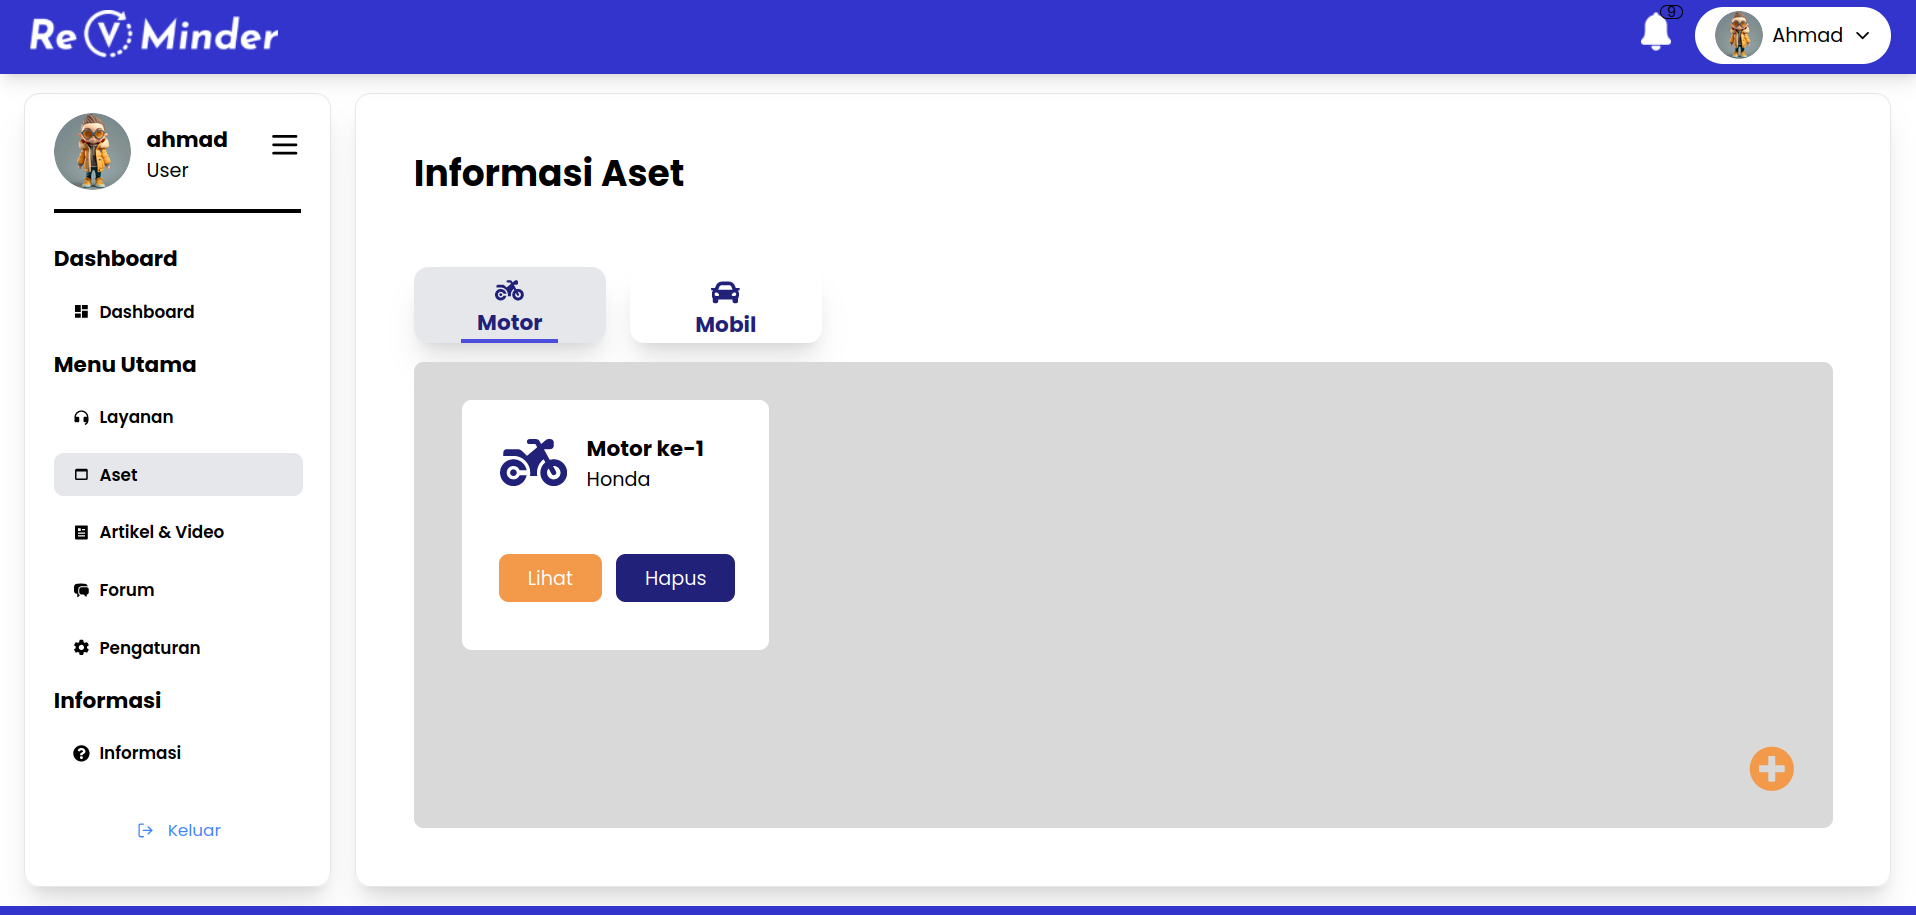 ReVMinder
9
Ahmad
ahmad
User
Dashboard
Dashboard
Menu Utama
Layanan
Aset
Artikel & Video
Forum
Pengaturan
Informasi
Informasi
Keluar
Informasi Aset
Motor
Mobil
Motor ke-1
Honda
Lihat
Hapus